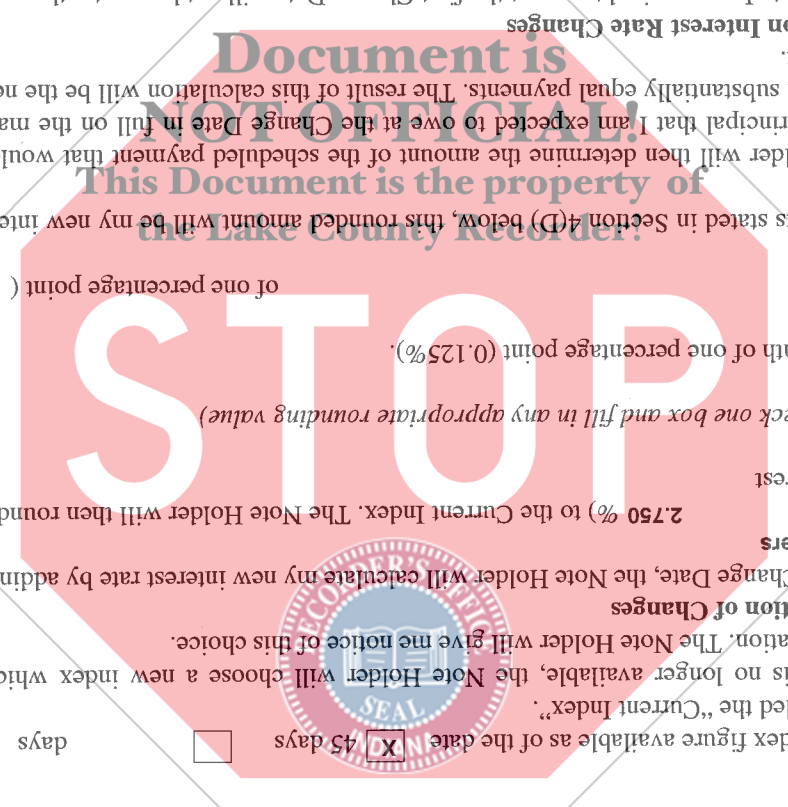 Document is
NOT OFFICIAL!
This Document is the property of
the Lake County Recorder!
STOP
RECORDER'S OFFICE
SEAL
INDIANA
dex figure available as of the date X 45 days days
led the “Current Index”.
is no longer available, the Note Holder will choose a new index whic
ation. The Note Holder will give me notice of this choice.
tion of Changes
Change Date, the Note Holder will calculate my new interest rate by addin
ers
2.750 %) to the Current Index. The Note Holder will then round
rest
eck one box and fill in any appropriate rounding value)
nth of one percentage point (0.125%).
of one percentage point (
s stated in Section 4(D) below, this rounded amount will be my new inte
lder will then determine the amount of the scheduled payment that woul
rincipal that I am expected to owe at the Change Date in full on the ma
substantially equal payments. The result of this calculation will be the ne
on Interest Rate Changes